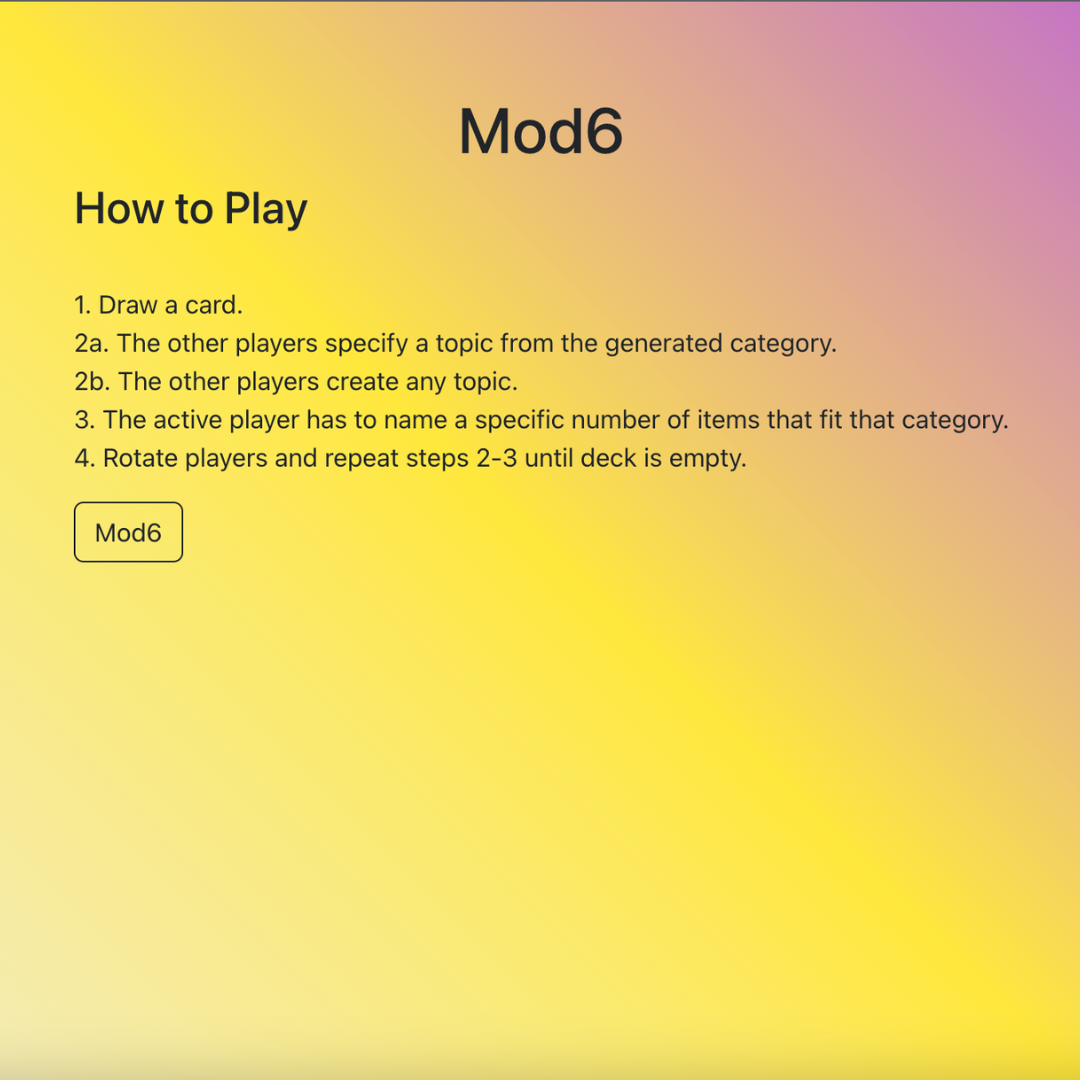 Mod6
How to Play
1. Draw a card.
2a. The other players specify a topic from the generated category.
2b. The other players create any topic.
3. The active player has to name a specific number of items that fit that category.
4. Rotate players and repeat steps 2-3 until deck is empty.
Mod6